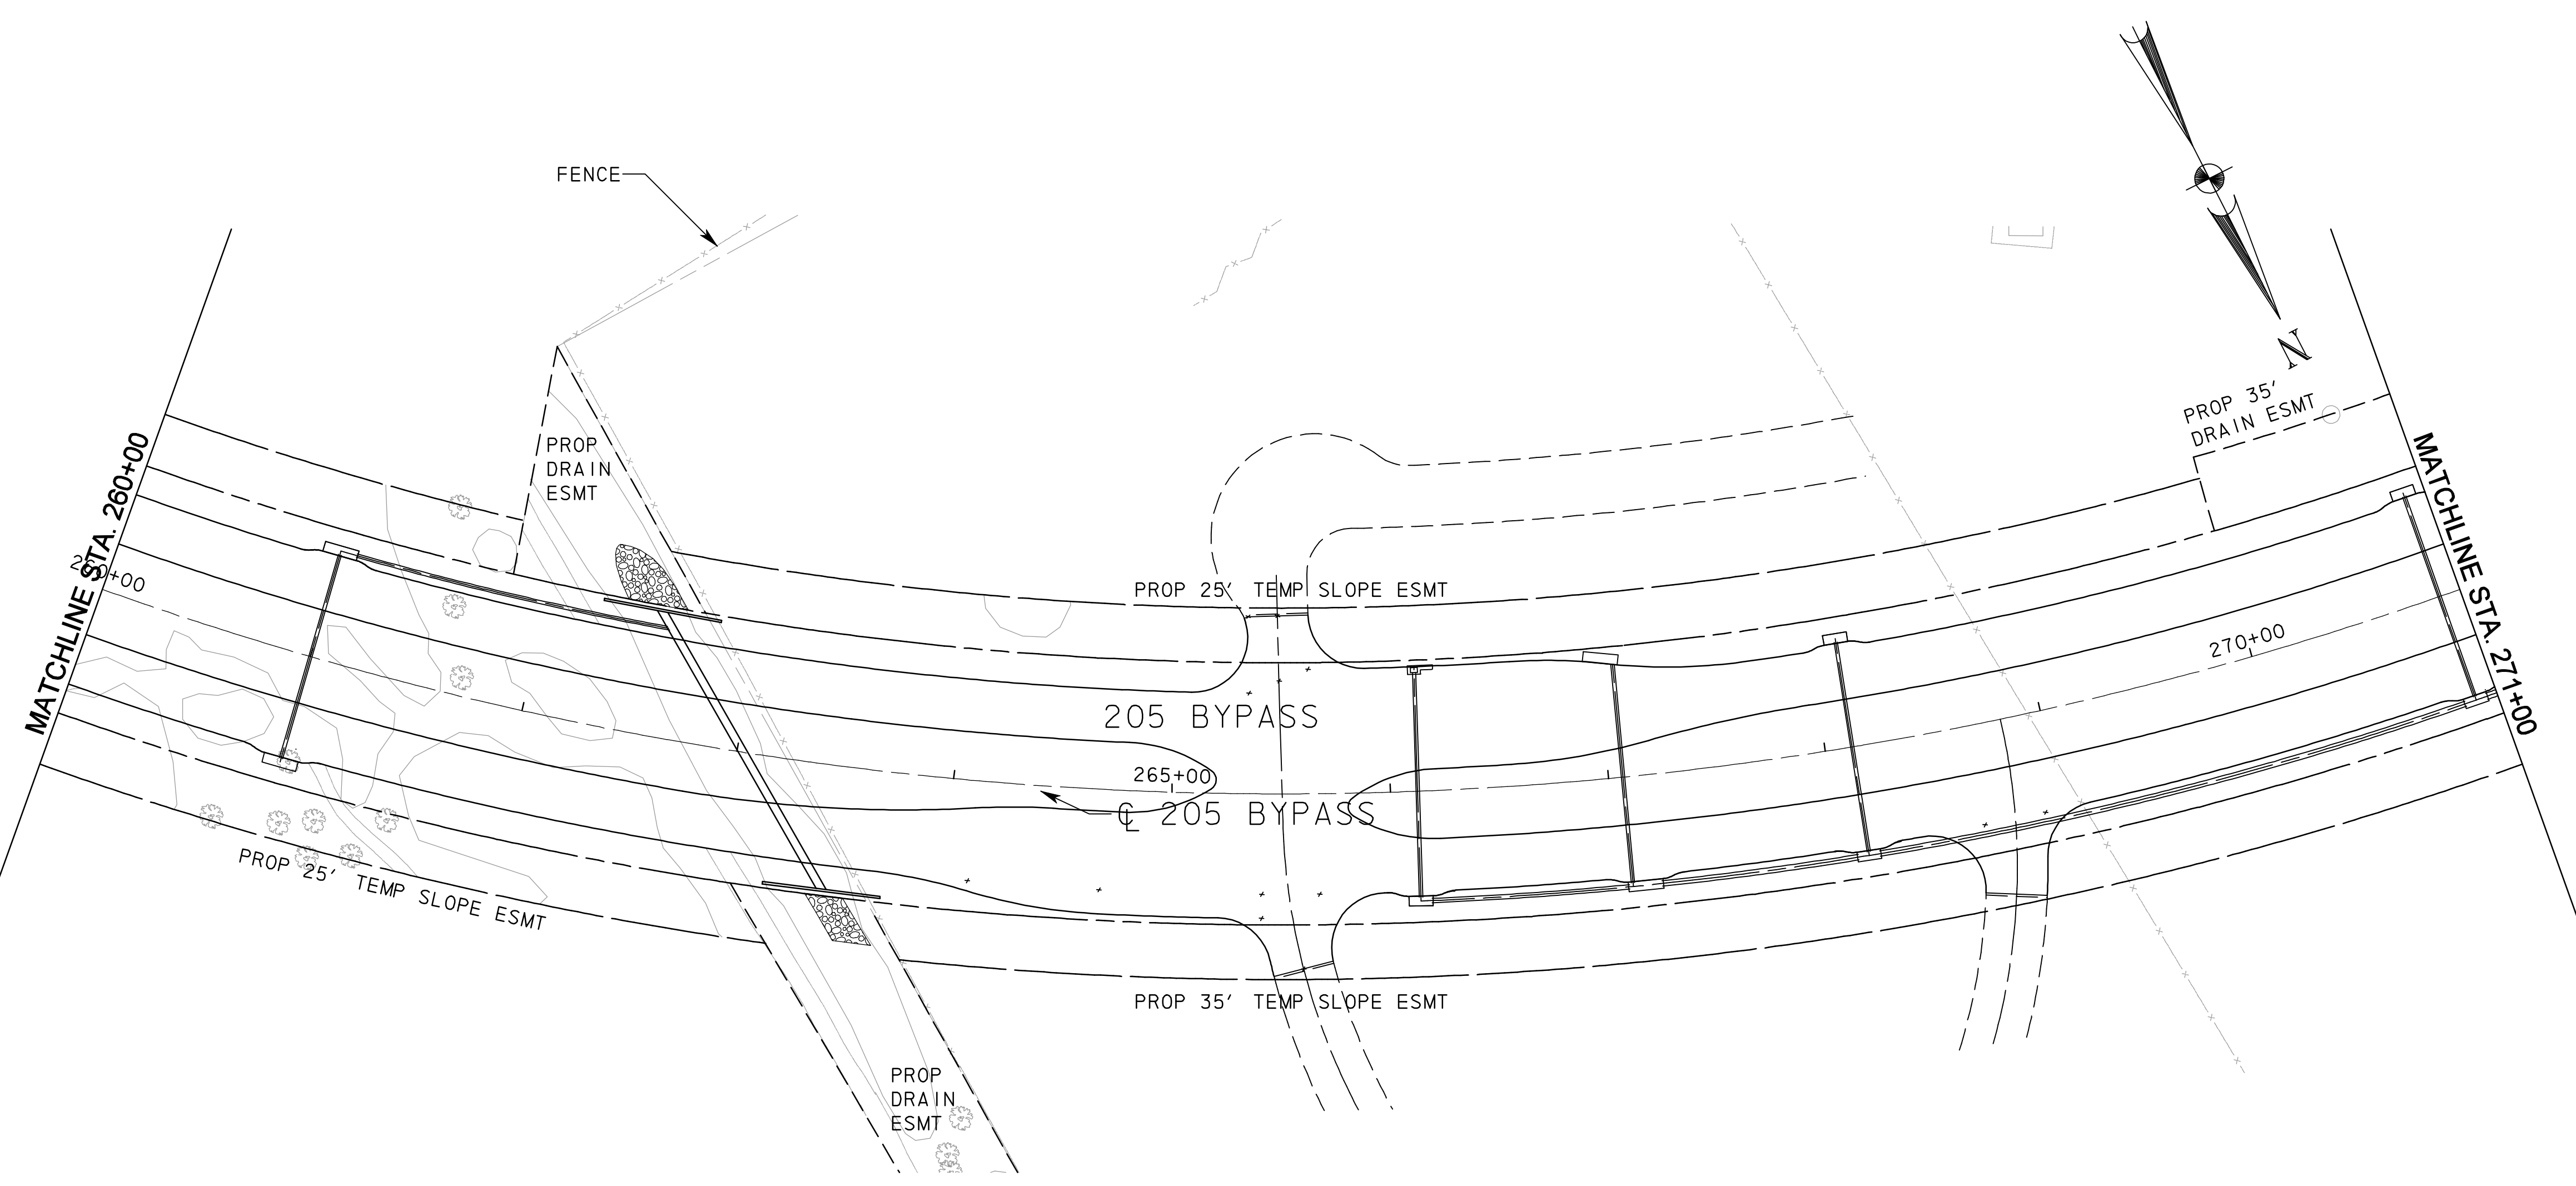 FENCE
N
PROP 35' 
DRAIN ESMT
MATCHLINE STA. 260+00
260+00
PROP
DRAIN
ESMT
MATCHLINE STA. 271+00
PROP 25' TEMP SLOPE ESMT
270+00
205 BYPASS
265+00
℄ 205 BYPASS
PROP 25' TEMP SLOPE ESMT
PROP 35' TEMP SLOPE ESMT
PROP
DRAIN
ESMT